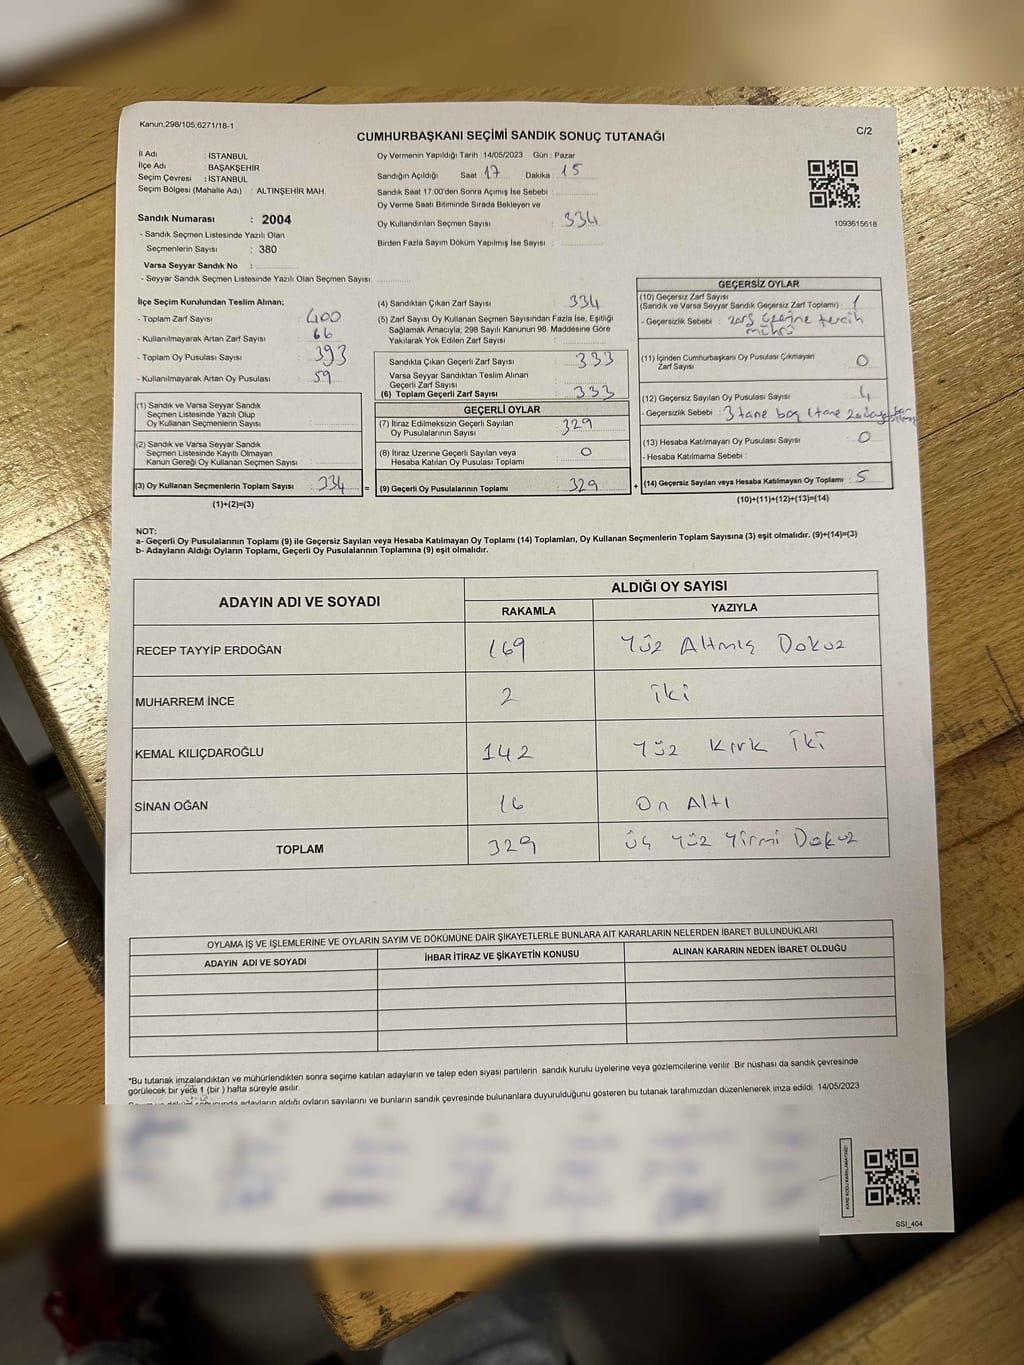 Kanun,298/105,6271/18-1
CUMHURBAŞKANI SEÇİMİ SANDIK SONUÇ TUTANAĞI
C/2
İl Adı : İSTANBUL
İlçe Adı : BAŞAKŞEHİR
Seçim Çevresi : İSTANBUL
Seçim Bölgesi (Mahalle Adı) : ALTINŞEHİR MAH.
Oy Vermenin Yapıldığı Tarih : 14/05/2023 Gün : Pazar
Sandığın Açıldığı Saat : 17 Dakika : 15
Sandık Saat 17:00'den Sonra Açımış İse Sebebi :
Oy Verme Saati Bitiminde Sırada Bekleyen ve
Oy Kullandırılan Seçmen Sayısı : 334
Birden Fazla Sayım Döküm Yapılmış İse Sayısı :
1093615618
Sandık Numarası : 2004
- Sandık Seçmen Listesinde Yazılı Olan
Seçmenlerin Sayısı : 380
Varsa Seyyar Sandık No :
- Seyyar Sandık Seçmen Listesinde Yazılı Olan Seçmen Sayısı:
İlçe Seçim Kurulundan Teslim Alınan;
- Toplam Zarf Sayısı : 400
- Kullanılmayarak Artan Zarf Sayısı : 66
- Toplam Oy Pusulası Sayısı : 393
- Kullanılmayarak Artan Oy Pusulası : 59
(1) Sandık ve Varsa Seyyar Sandık
Seçmen Listesinde Yazılı Olup
Oy Kullanan Seçmenlerin Sayısı :
(2) Sandık ve Varsa Seyyar Sandık
Seçmen Listesinde Kayıtlı Olmayan
Kanun Gereği Oy Kullanan Seçmen Sayısı :
(3) Oy Kullanan Seçmenlerin Toplam Sayısı : 334
(1)+(2)=(3)
=
(4) Sandıktan Çıkan Zarf Sayısı : 334
(5) Zarf Sayısı Oy Kullanan Seçmen Sayısından Fazla İse, Eşitliği
Sağlamak Amacıyla, 298 Sayılı Kanunun 98. Maddesine Göre
Yakılarak Yok Edilen Zarf Sayısı :
Sandıkta Çıkan Geçerli Zarf Sayısı : 333
Varsa Seyyar Sandıktan Teslim Alınan
Geçerli Zarf Sayısı :
(6) Toplam Geçerli Zarf Sayısı : 333
GEÇERLİ OYLAR
(7) İtiraz Edilmeksizin Geçerli Sayılan
Oy Pusulalarının Sayısı : 329
(8) İtiraz Üzerine Geçerli Sayılan veya
Hesaba Katılan Oy Pusulası Toplamı : 0
(9) Geçerli Oy Pusulalarının Toplamı : 329
+
GEÇERSİZ OYLAR
(10) Geçersiz Zarf Sayısı
(Sandık ve Varsa Seyyar Sandık Geçersiz Zarf Toplamı) : 1
- Geçersizlik Sebebi : zarf üzerine tercih
mührü
(11) İçinden Cumhurbaşkanı Oy Pusulası Çıkmayan
Zarf Sayısı : 0
(12) Geçersiz Sayılan Oy Pusulası Sayısı : 4
- Geçersizlik Sebebi : 3 tane boş 1 tane
(13) Hesaba Katılmayan Oy Pusulası Sayısı : 0
- Hesaba Katılmama Sebebi :
(14) Geçersiz Sayılan veya Hesaba Katılmayan Oy Toplamı : 5
(10)+(11)+(12)+(13)=(14)
NOT:
a- Geçerli Oy Pusulalarının Toplamı (9) ile Geçersiz Sayılan veya Hesaba Katılmayan Oy Toplamı (14) Toplamları, Oy Kullanan Seçmenlerin Toplam Sayısına (3) eşit olmalıdır. (9)+(14)=(3)
b- Adayların Aldığı Oyların Toplamı, Geçerli Oy Pusulalarının Toplamına (9) eşit olmalıdır.
ADAYIN ADI VE SOYADI
ALDIĞI OY SAYISI
RAKAMLA YAZIYLA
RECEP TAYYİP ERDOĞAN 169 Yüz Altmış Dokuz
MUHARREM İNCE 2 İki
KEMAL KILIÇDAROĞLU 142 Yüz Kırk İki
SİNAN OĞAN 16 On Altı
TOPLAM 329 Üç Yüz Yirmi Dokuz
OYLAMA İŞ VE İŞLEMLERİNE VE OYLARIN SAYIM VE DÖKÜMÜNE DAİR ŞİKAYETLERLE BUNLARA AİT KARARLARIN NELERDEN İBARET BULUNDUKLARI
ADAYIN ADI VE SOYADI İHBAR İTİRAZ VE ŞİKAYETİN KONUSU ALINAN KARARIN NEDEN İBARET OLDUĞU
*Bu tutanak imzalandıktan ve mühürlendikten sonra seçime katılan adayların ve talep eden siyasi partilerin sandık kurulu üyelerine veya gözlemcilerine verilir .Bir nüshası da sandık çevresinde
görülecek bir yere 1 (bir ) hafta süreyle asılır.
adayların aldığı oyların sayılarını ve bunların sandık çevresinde bulunanlara duyurulduğunu gösteren bu tutanak tarafımızdan düzenlenerek imza edildi. 14/05/2023
SSI_404